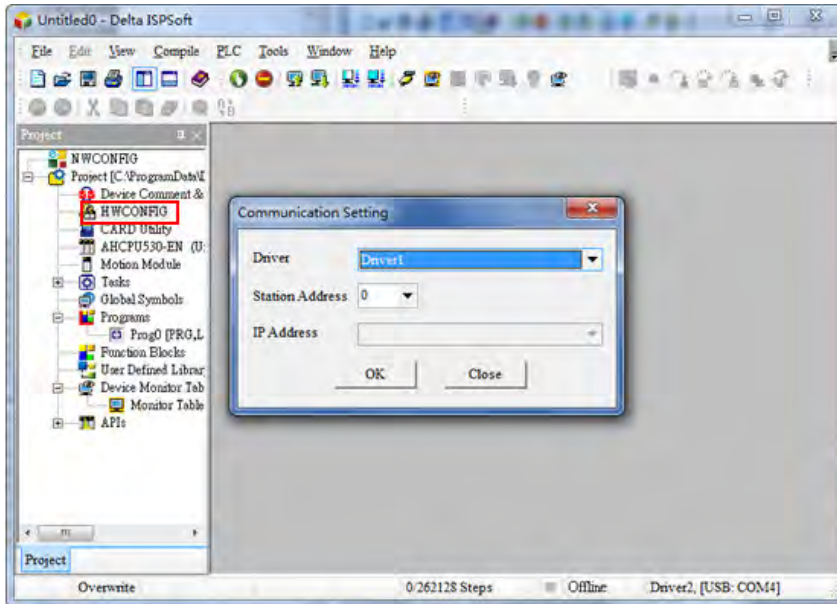 Untitled0 - Delta ISPSoft
File Edit View Compile PLC Tools Window Help
Project
NWCONFIG
Project [C:\ProgramData\D
Device Comment &
HWCONFIG
CARD Utility
AHCPU530-EN (U:
Motion Module
Tasks
Global Symbols
Programs
Prog0 [PRG,L
Function Blocks
User Defined Librar
Device Monitor Tab
Monitor Table
APIs
Project
Communication Setting
Driver Driver1
Station Address 0
IP Address
OK Close
Overwrite 0/262128 Steps Offline Driver2, [USB: COM4]